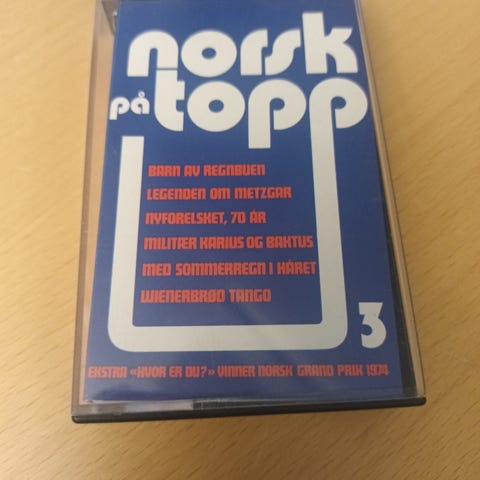 norsk
på topp
BARN AV REGNBUEN
LEGENDEN OM METZGAR
NYFORELSKET, 70 ÅR
MILITÆR KARIUS OG BAKTUS
MED SOMMERREGN I HÅRET
WIENERBRØD TANGO
3
EKSTRA «HVOR ER DU?» VINNER NORSK GRAND PRIX 1974